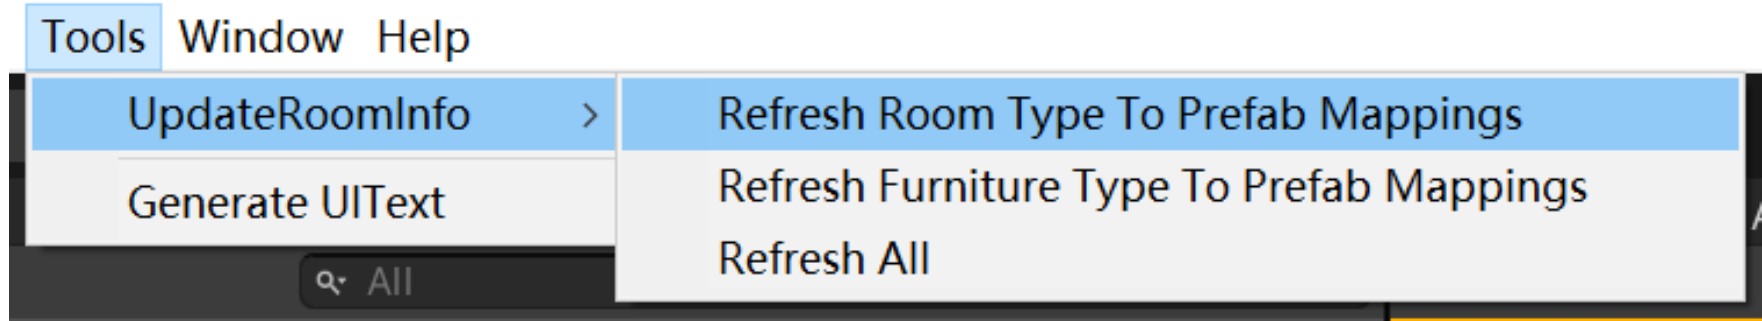 Tools Window Help
UpdateRoomInfo > Refresh Room Type To Prefab Mappings
Generate UIText Refresh Furniture Type To Prefab Mappings
Refresh All
All